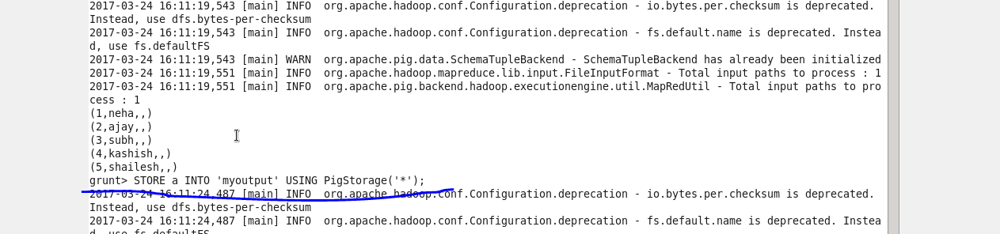 2017-03-24 16:11:19,543 [main] INFO  org.apache.hadoop.conf.Configuration.deprecation - io.bytes.per.checksum is deprecated.
Instead, use dfs.bytes-per-checksum
2017-03-24 16:11:19,543 [main] INFO  org.apache.hadoop.conf.Configuration.deprecation - fs.default.name is deprecated. Instea
d, use fs.defaultFS
2017-03-24 16:11:19,543 [main] WARN  org.apache.pig.data.SchemaTupleBackend - SchemaTupleBackend has already been initialized
2017-03-24 16:11:19,551 [main] INFO  org.apache.hadoop.mapreduce.lib.input.FileInputFormat - Total input paths to process : 1
2017-03-24 16:11:19,551 [main] INFO  org.apache.pig.backend.hadoop.executionengine.util.MapRedUtil - Total input paths to pro
cess : 1
(1,neha,,)
(2,ajay,,)
(3,subh,,)
(4,kashish,,)
(5,shailesh,,)
grunt> STORE a INTO 'myoutput' USING PigStorage('*');
2017-03-24 16:11:24,487 [main] INFO  org.apache.hadoop.conf.Configuration.deprecation - io.bytes.per.checksum is deprecated.
Instead, use dfs.bytes-per-checksum
2017-03-24 16:11:24,487 [main] INFO  org.apache.hadoop.conf.Configuration.deprecation - fs.default.name is deprecated. Instea
d, use fs.defaultFS